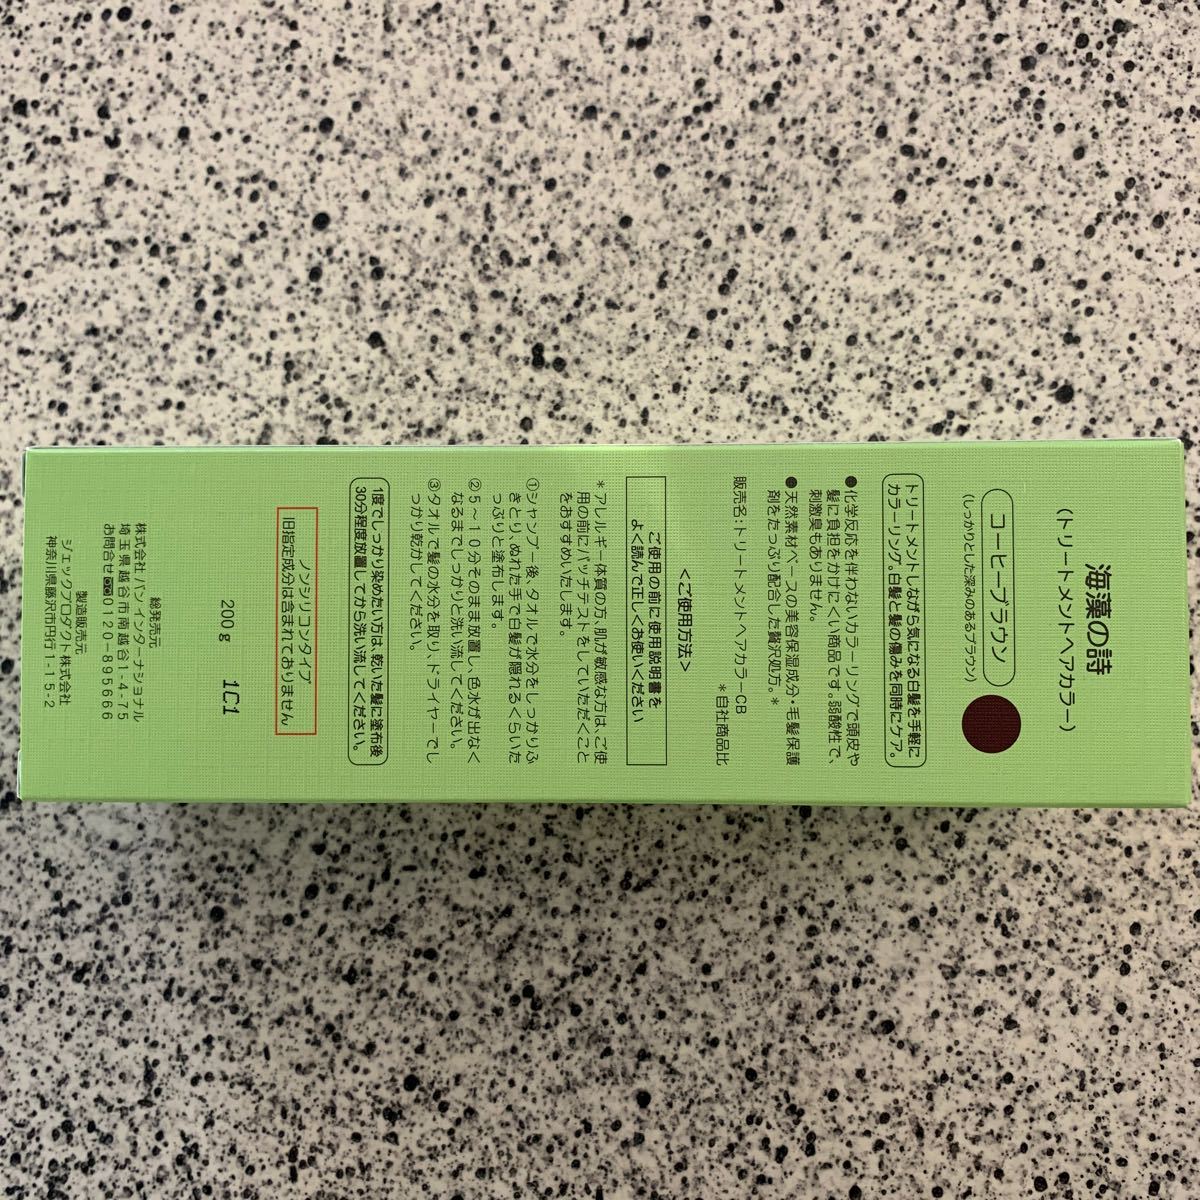 海藻の詩
（トリートメントヘアカラー）
コーヒーブラウン
（しっかりとした深みのあるブラウン）
トリートメントしながら気になる白髪を手軽に
カラーリング。白髪と髪の傷みを同時にケア。
●化学反応を伴わないカラーリングで頭皮や
髪に負担をかけにくい商品です。弱酸性で、
刺激臭もありません。
●天然素材ベースの美容保湿成分・毛髪保護
剤をたっぷり配合した贅沢処方。＊
＊自社商品比
販売名：トリートメントヘアカラーCB
＜ご使用方法＞
ご使用の前に使用説明書を
よく読んで正しくお使いください
＊アレルギー体質の方、肌が敏感な方は、ご使
用の前にパッチテストをしていただくこと
をおすすめいたします。
①シャンプー後、タオルで水分をしっかりふ
きとり、ぬれた手で白髪が隠れるくらいた
っぷりと塗布します。
②５～１０分そのまま放置し、色水が出なく
なるまでしっかりと洗い流してください。
③タオルで髪の水分を取り、ドライヤーでし
っかり乾かしてください。
1度でしっかり染めたい方は、乾いた髪に塗布後
30分程度放置してから洗い流してください。
ノンシリコンタイプ
旧指定成分は含まれておりません
200g
1C1
総発売元
株式会社 バン・インターナショナル
埼玉県越谷市南越谷1-4-75
お問合せ0120-895666
製造販売元
ジェックプロダクト株式会社
神奈川県藤沢市円行1-115-2